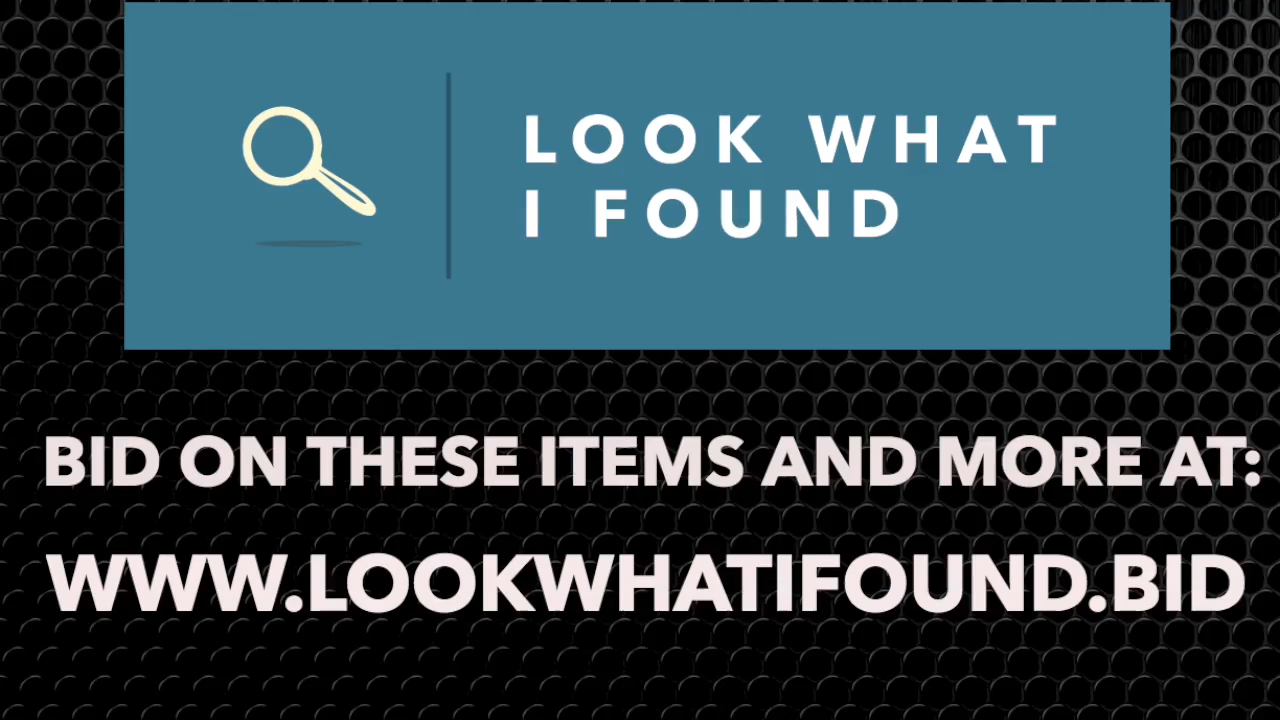 LOOK WHAT
I FOUND
BID ON THESE ITEMS AND MORE AT:
WWW.LOOKWHATIFOUND.BID